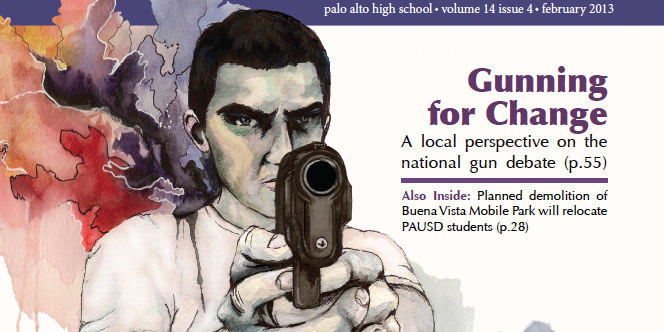 palo alto high school • volume 14 issue 4 • february 2013
Gunning
for Change
A local perspective on the
national gun debate (p.55)
Also Inside: Planned demolition of
Buena Vista Mobile Park will relocate
PAUSD students (p.28)